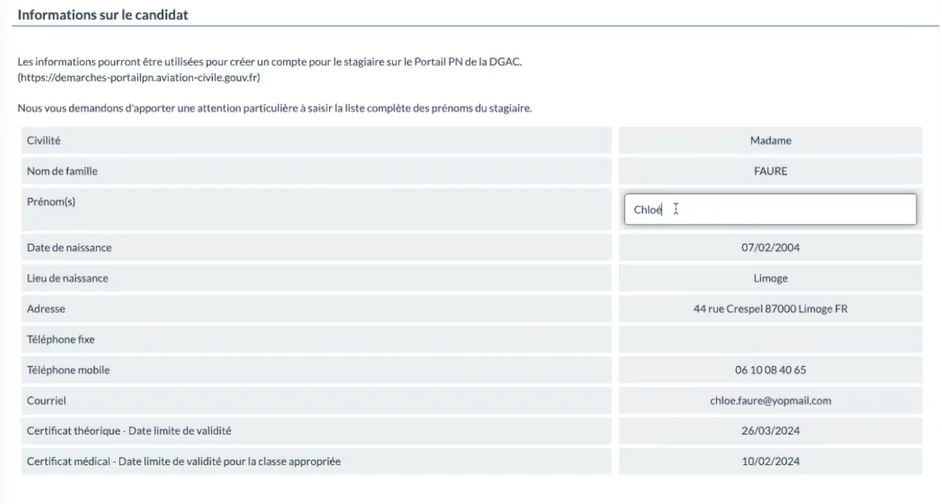 Informations sur le candidat
Les informations pourront être utilisées pour créer un compte pour le stagiaire sur le Portail PN de la DGAC.
(https://demarches-portailpn.aviation-civile.gouv.fr)
Nous vous demandons d'apporter une attention particulière à saisir la liste complète des prénoms du stagiaire.
Civilité Madame
Nom de famille FAURE
Prénom(s) Chloé
Date de naissance 07/02/2004
Lieu de naissance Limoge
Adresse 44 rue Crespel 87000 Limoge FR
Téléphone fixe
Téléphone mobile 06 10 08 40 65
Courriel chloe.faure@yopmail.com
Certificat théorique - Date limite de validité 26/03/2024
Certificat médical - Date limite de validité pour la classe appropriée 10/02/2024